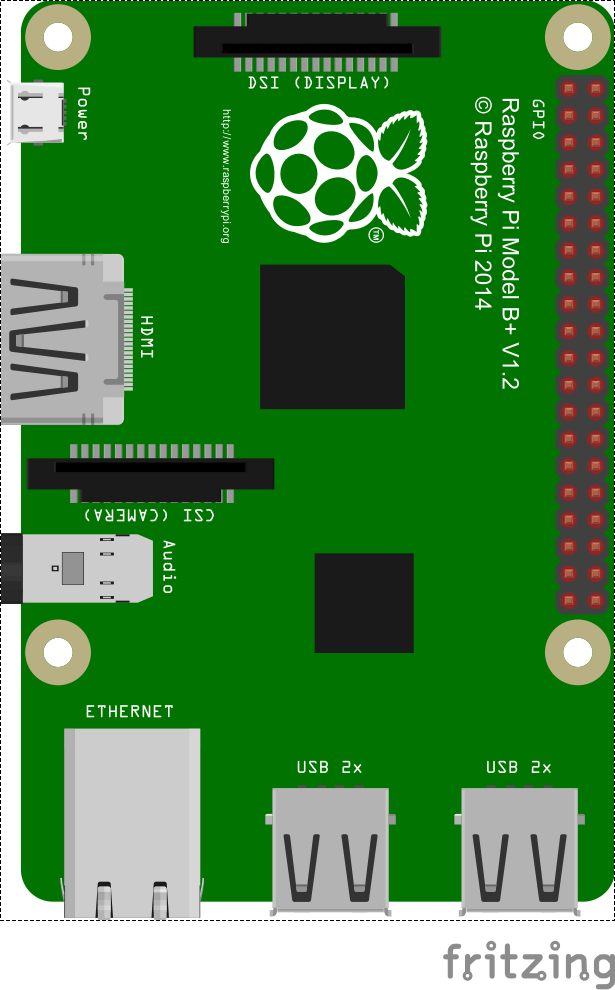 DSI (DISPLAY)
Power
http://www.raspberrypi.org
TM
GPIO
Raspberry Pi Model B+ V1.2
© Raspberry Pi 2014
HDMI
CSI (CAMERA)
Audio
ETHERNET
USB 2x
USB 2x
fritzing